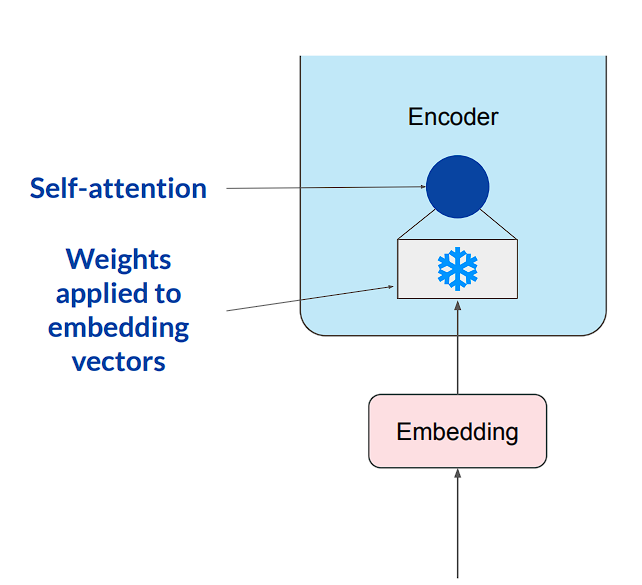 Encoder
Self-attention
Weights
applied to
embedding
vectors
Embedding